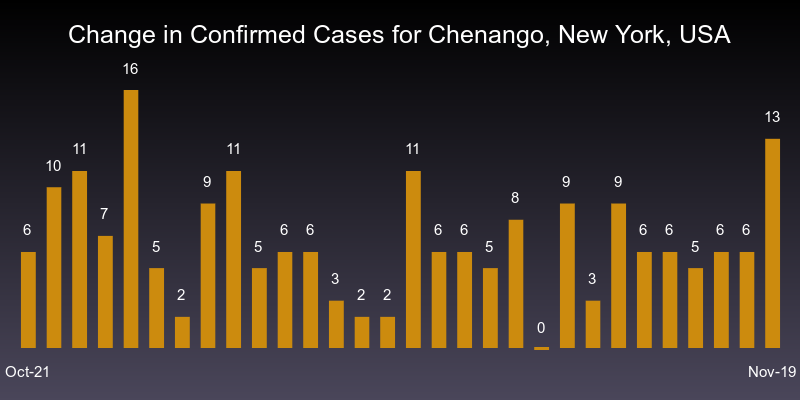 Change in Confirmed Cases for Chenango, New York, USA
6 10 11 7 16 5 2 9 11 5 6 6 3 2 2 11 6 6 5 8 0 9 3 9 6 6 5 6 6 13
Oct-21 Nov-19